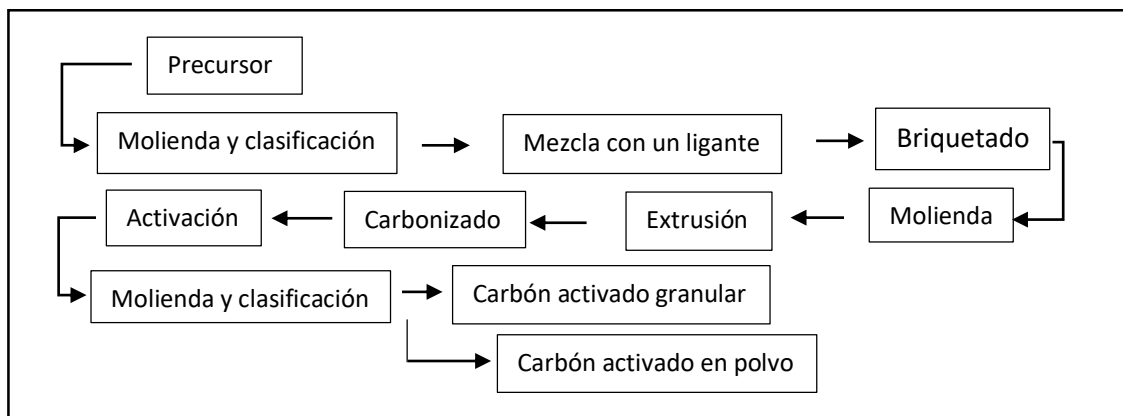 Precursor
Molienda y clasificación
Mezcla con un ligante
Briquetado
Molienda
Extrusión
Carbonizado
Activación
Molienda y clasificación
Carbón activado granular
Carbón activado en polvo